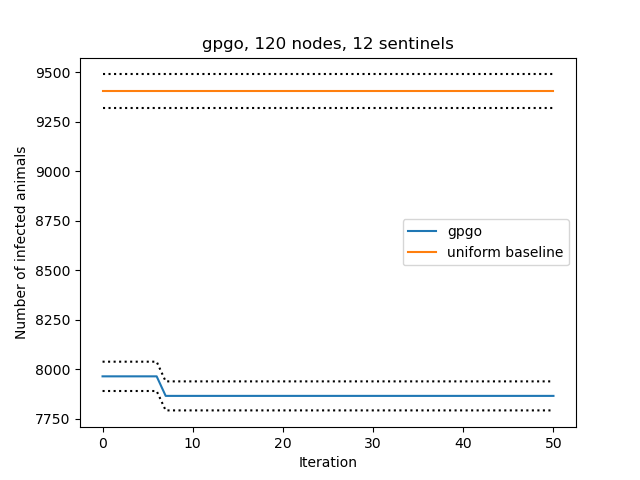 gpgo, 120 nodes, 12 sentinels
9500
9250
9000
8750
8500
8250
8000
7750
Number of infected animals
gpgo
uniform baseline
0 10 20 30 40 50
Iteration